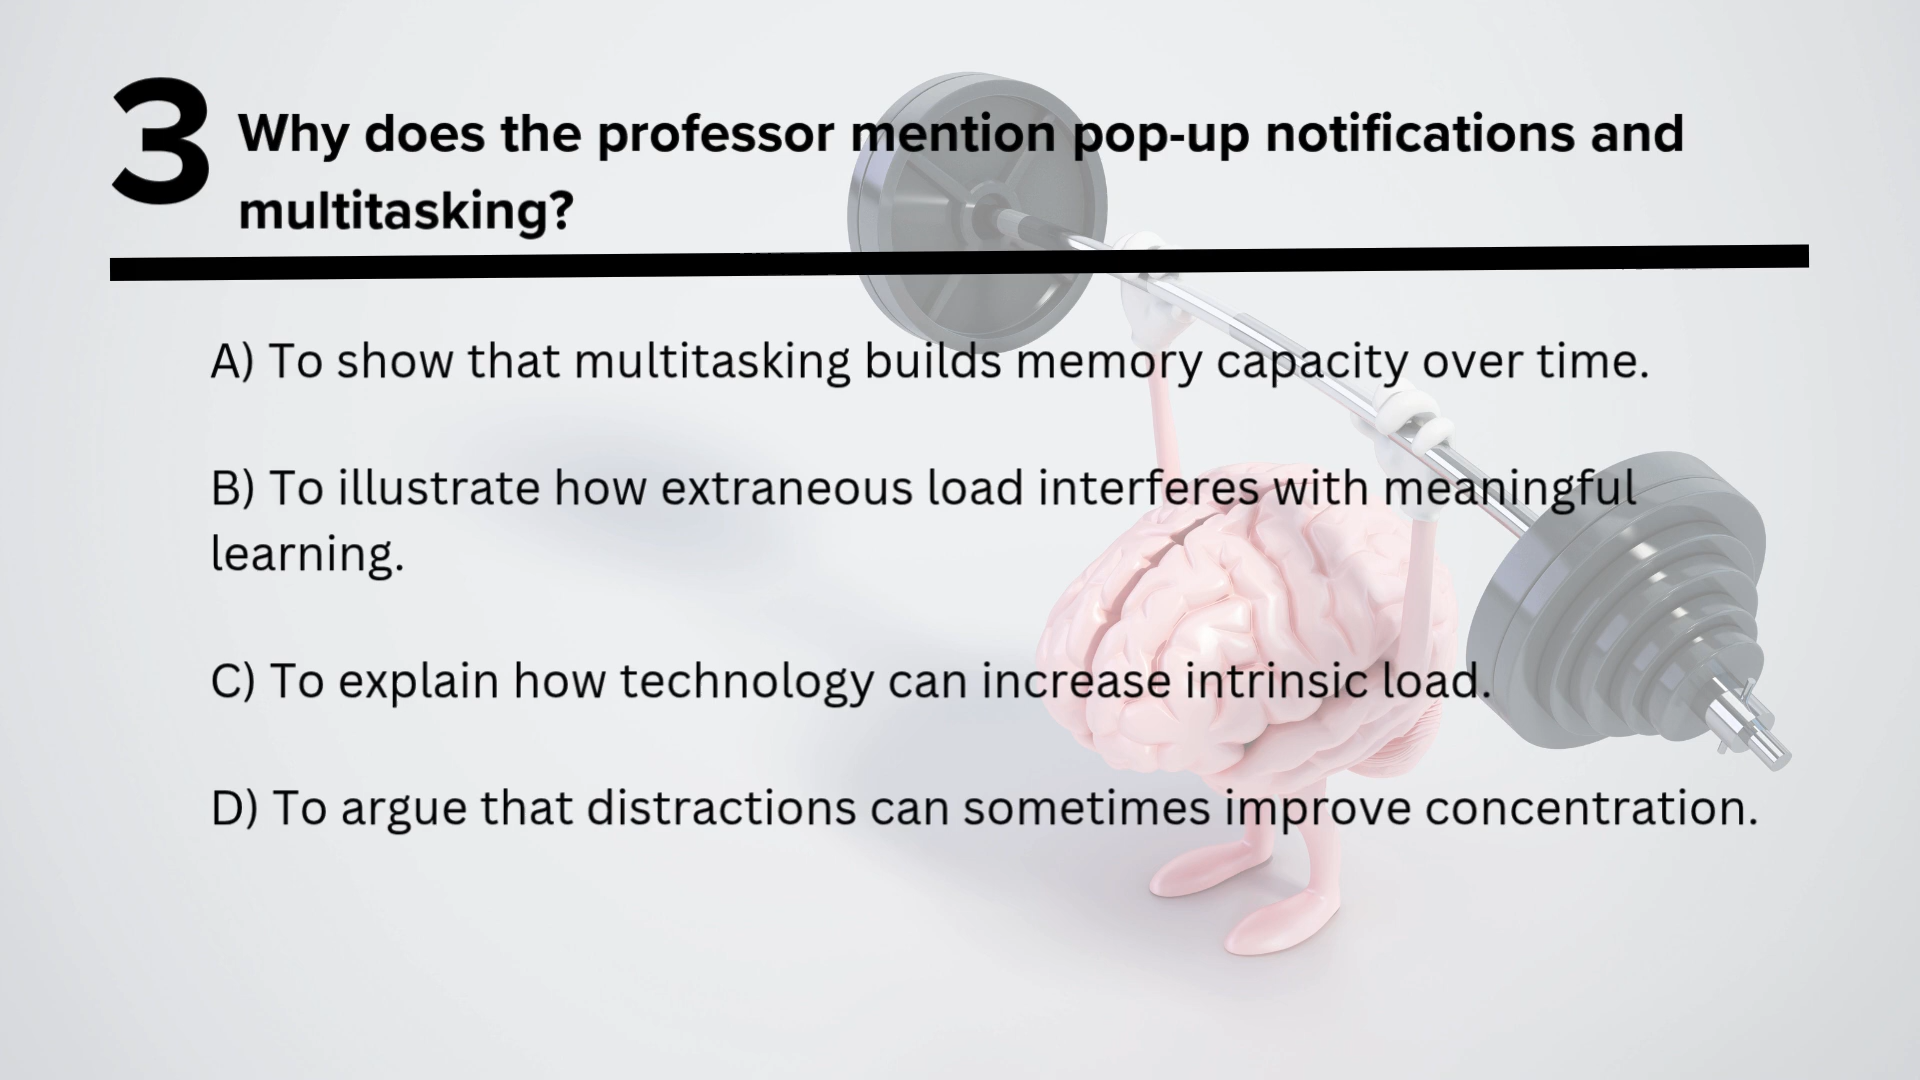 3
Why does the professor mention pop-up notifications and
multitasking?
A) To show that multitasking builds memory capacity over time.
B) To illustrate how extraneous load interferes with meaningful
learning.
C) To explain how technology can increase intrinsic load.
D) To argue that distractions can sometimes improve concentration.